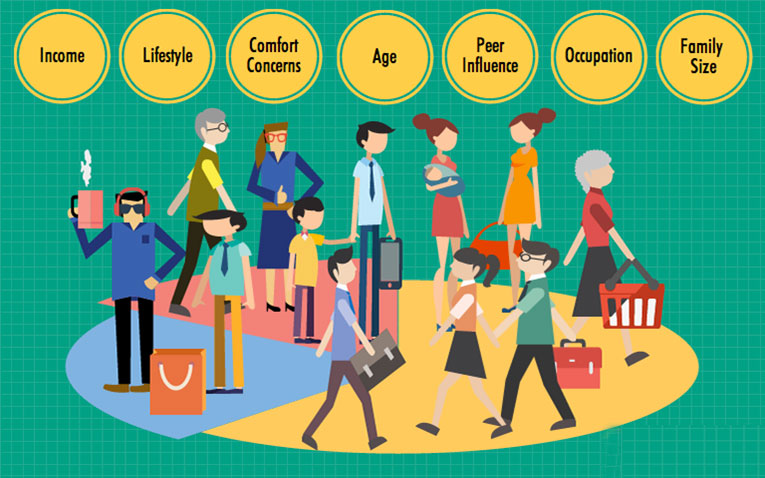 Income
Lifestyle
Comfort
Concerns
Age
Peer
Influence
Occupation
Family
Size